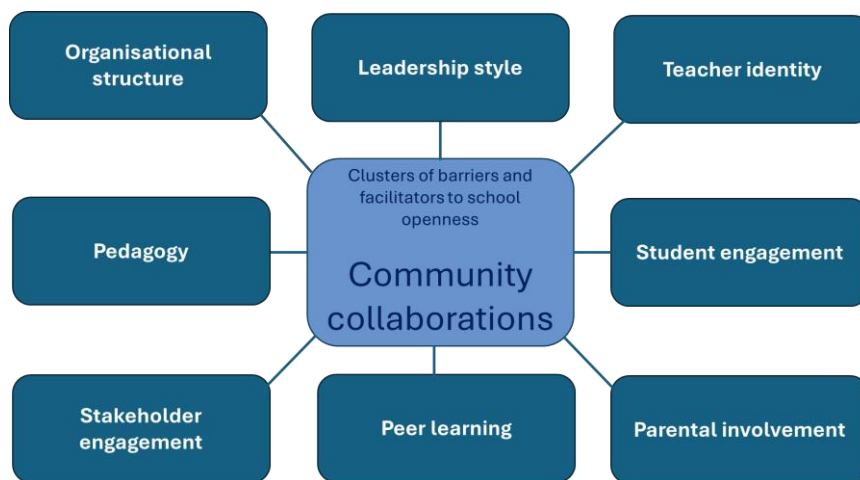 Organisational
structure
Leadership style
Teacher identity
Clusters of barriers and
facilitators to school
openness
Community
collaborations
Pedagogy
Student engagement
Stakeholder
engagement
Peer learning
Parental involvement